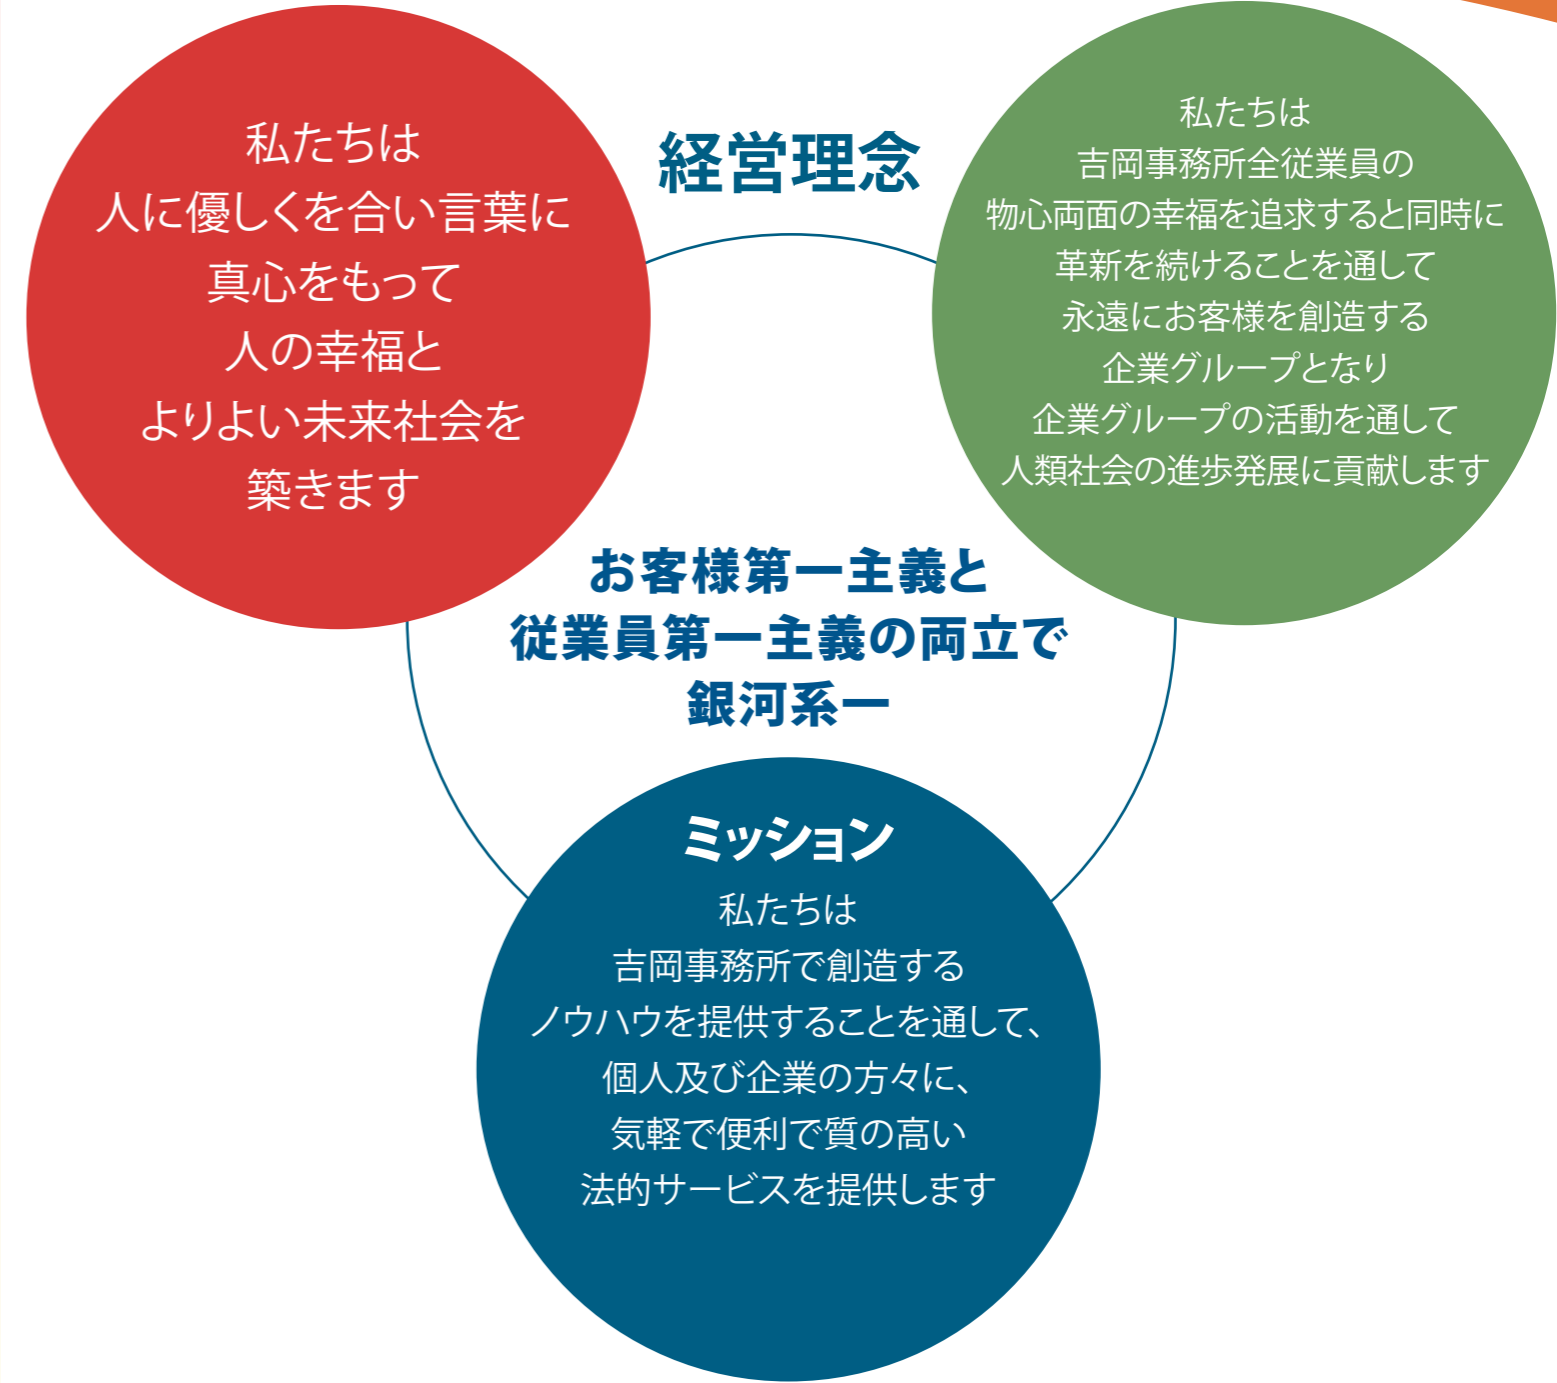 経営理念
私たちは
人に優しくを合い言葉に
真心をもって
人の幸福と
よりよい未来社会を
築きます
私たちは
吉岡事務所全従業員の
物心両面の幸福を追求すると同時に
革新を続けることを通して
永遠にお客様を創造する
企業グループとなり
企業グループの活動を通して
人類社会の進歩発展に貢献します
お客様第一主義と
従業員第一主義の両立で
銀河系一
ミッション
私たちは
吉岡事務所で創造する
ノウハウを提供することを通して、
個人及び企業の方々に、
気軽で便利で質の高い
法的サービスを提供します